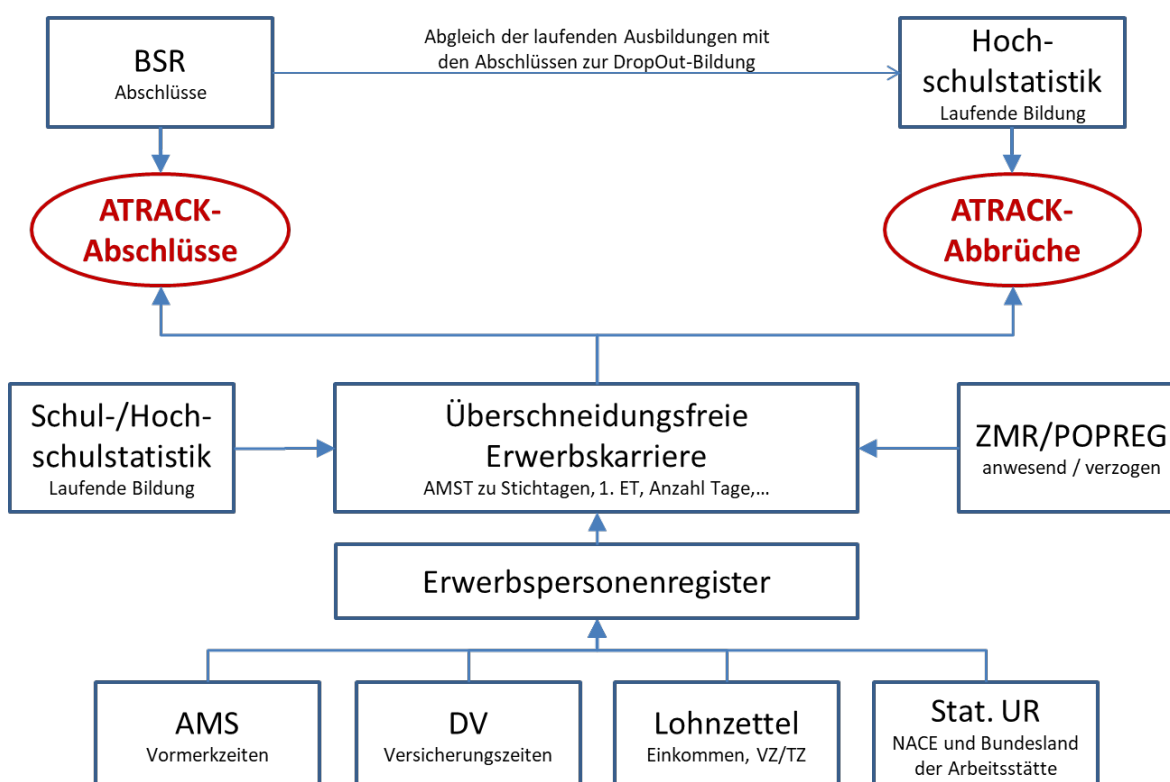 BSR
Abschlüsse
Abgleich der laufenden Ausbildungen mit
den Abschlüssen zur DropOut-Bildung
Hoch-
schulstatistik
Laufende Bildung
ATRACK-
Abschlüsse
ATRACK-
Abbrüche
Schul-/Hoch-
schulstatistik
Laufende Bildung
Überschneidungsfreie
Erwerbskarriere
AMST zu Stichtagen, 1. ET, Anzahl Tage,...
ZMR/POPREG
anwesend / verzogen
Erwerbspersonenregister
AMS
Vormerkzeiten
DV
Versicherungszeiten
Lohnzettel
Einkommen, VZ/TZ
Stat. UR
NACE und Bundesland
der Arbeitsstätte